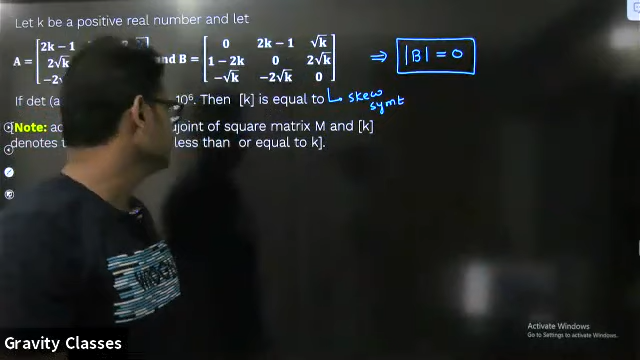 Let k be a positive real number and let
A = [2k − 1 and B = [0 2k − 1 √k ⇒ |B| = 0
2√k 1 − 2k 0 2√k
−√k −2√k 0]
If det (a 10⁶. Then [k] is equal to skew symt
[Note: ad joint of square matrix M and [k]
denotes t less than or equal to k].
WROGN
Activate Windows
Go to Settings to activate Windows.
Gravity Classes